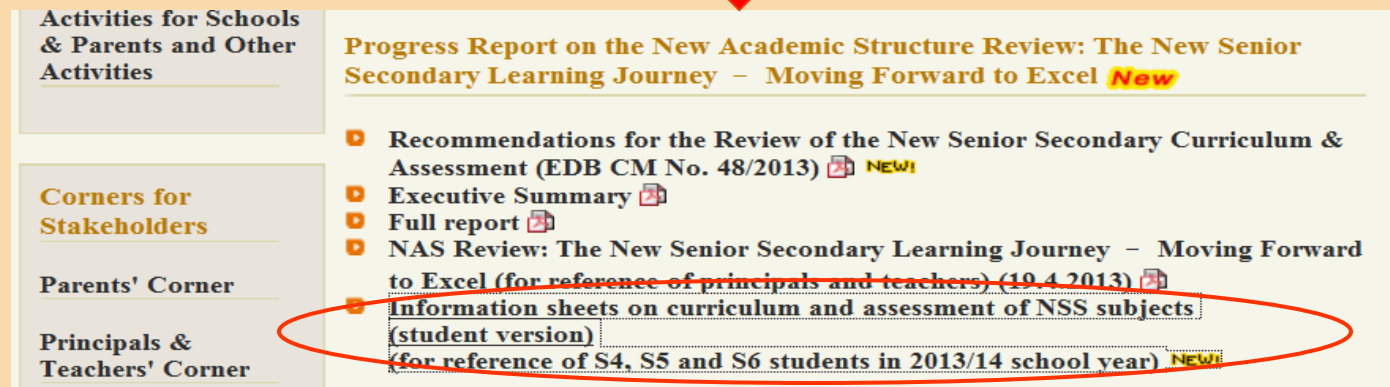 Activities for Schools
& Parents and Other
Activities
Corners for
Stakeholders
Parents' Corner
Principals &
Teachers' Corner
Progress Report on the New Academic Structure Review: The New Senior
Secondary Learning Journey – Moving Forward to Excel New
Recommendations for the Review of the New Senior Secondary Curriculum &
Assessment (EDB CM No. 48/2013) NEW!
Executive Summary
Full report
NAS Review: The New Senior Secondary Learning Journey – Moving Forward
to Excel (for reference of principals and teachers) (19.4.2013)
Information sheets on curriculum and assessment of NSS subjects
(student version)
(for reference of S4, S5 and S6 students in 2013/14 school year) NEW!